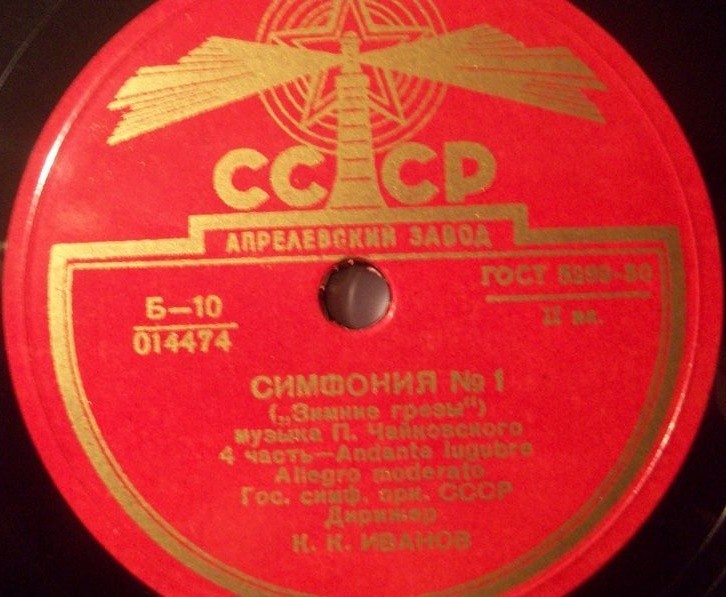 СССР
АПРЕЛЕВСКИЙ ЗАВОД
Б—10
014474
ГОСТ 5289-50
II кл.
СИМФОНИЯ № 1
(„Зимние грезы“)
музыка П. Чайковского
4 часть—Andante lugubre
Allegro moderato
Гос. симф. орк. СССР
Дирижер
К. К. ИВАНОВ